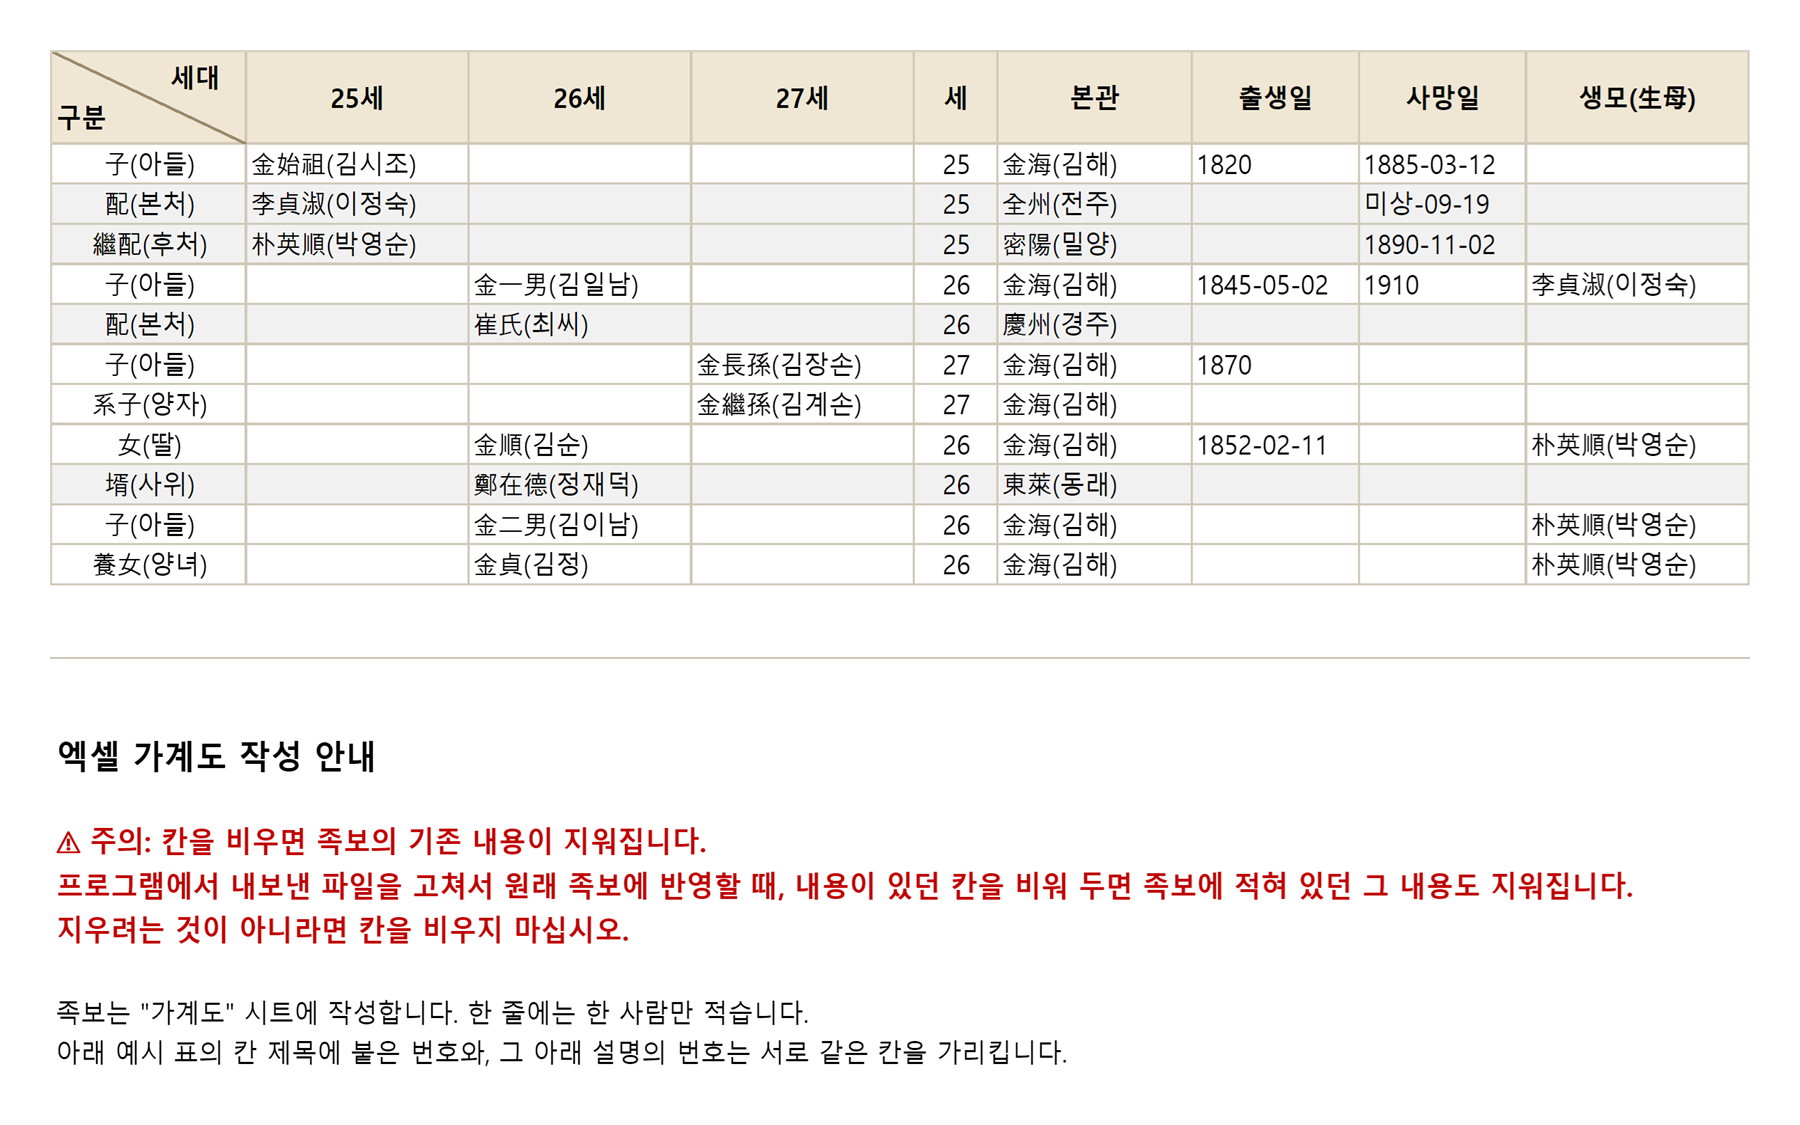 세대
구분 25세 26세 27세 세 본관 출생일 사망일 생모(生母)
子(아들) 金始祖(김시조) 25 金海(김해) 1820 1885-03-12
配(본처) 李貞淑(이정숙) 25 全州(전주) 미상-09-19
繼配(후처) 朴英順(박영순) 25 密陽(밀양) 1890-11-02
子(아들) 金一男(김일남) 26 金海(김해) 1845-05-02 1910 李貞淑(이정숙)
配(본처) 崔氏(최씨) 26 慶州(경주)
子(아들) 金長孫(김장손) 27 金海(김해) 1870
系子(양자) 金繼孫(김계손) 27 金海(김해)
女(딸) 金順(김순) 26 金海(김해) 1852-02-11 朴英順(박영순)
壻(사위) 鄭在德(정재덕) 26 東萊(동래)
子(아들) 金二男(김이남) 26 金海(김해) 朴英順(박영순)
養女(양녀) 金貞(김정) 26 金海(김해) 朴英順(박영순)
엑셀 가계도 작성 안내
⚠ 주의: 칸을 비우면 족보의 기존 내용이 지워집니다.
프로그램에서 내보낸 파일을 고쳐서 원래 족보에 반영할 때, 내용이 있던 칸을 비워 두면 족보에 적혀 있던 그 내용도 지워집니다.
지우려는 것이 아니라면 칸을 비우지 마십시오.
족보는 "가계도" 시트에 작성합니다. 한 줄에는 한 사람만 적습니다.
아래 예시 표의 칸 제목에 붙은 번호와, 그 아래 설명의 번호는 서로 같은 칸을 가리킵니다.